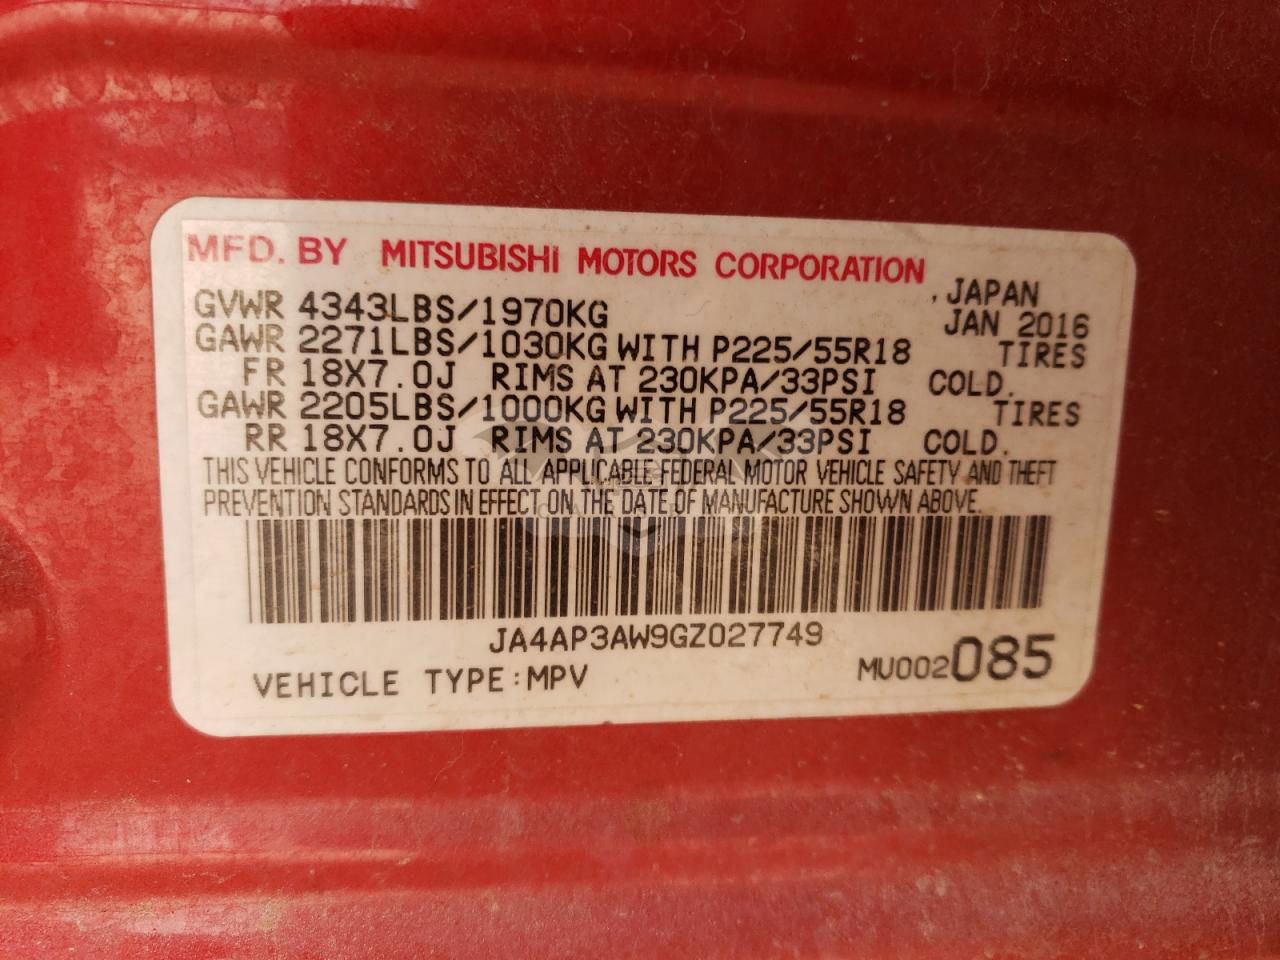 MFD. BY MITSUBISHI MOTORS CORPORATION , JAPAN
GVWR 4343LBS/1970KG JAN 2016
GAWR 2271LBS/1030KG WITH P225/55R18 TIRES
FR 18X7.0J RIMS AT 230KPA/33PSI COLD.
GAWR 2205LBS/1000KG WITH P225/55R18 TIRES
RR 18X7.0J RIMS AT 230KPA/33PSI COLD.
THIS VEHICLE CONFORMS TO ALL APPLICABLE FEDERAL MOTOR VEHICLE SAFETY AND THEFT
PREVENTION STANDARDS IN EFFECT ON THE DATE OF MANUFACTURE SHOWN ABOVE.
JA4AP3AW9GZ027749
VEHICLE TYPE:MPV MU002085